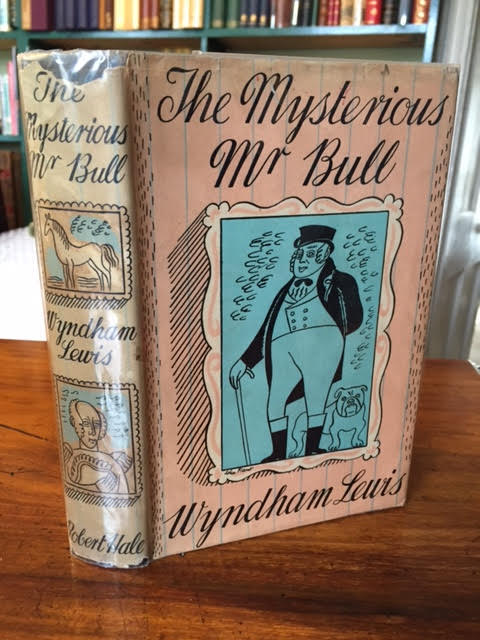 The
Mysterious
Mr Bull
Wyndham
Lewis
Robert Hale
The Mysterious
Mr Bull
Wyndham Lewis